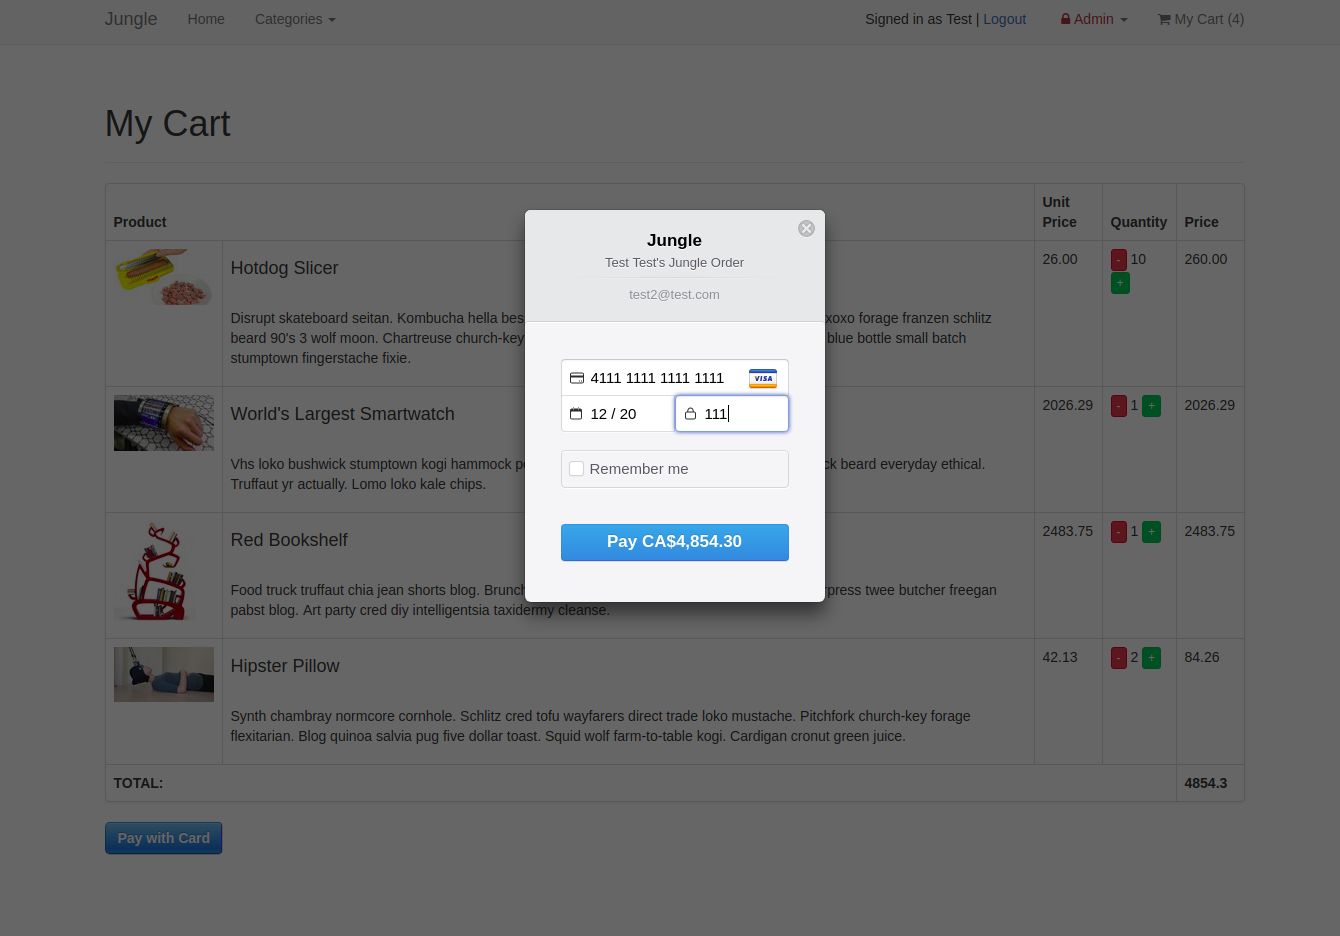 Jungle Home Categories Signed in as Test | Logout Admin My Cart (4)
My Cart
Product Unit Price Quantity Price
Hotdog Slicer 26.00 - 10 + 260.00
Disrupt skateboard seitan. Kombucha hella bes xoxo forage franzen schlitz
beard 90's 3 wolf moon. Chartreuse church-key blue bottle small batch
stumptown fingerstache fixie.
World's Largest Smartwatch 2026.29 - 1 + 2026.29
Vhs loko bushwick stumptown kogi hammock ck beard everyday ethical.
Truffaut yr actually. Lomo loko kale chips.
Red Bookshelf 2483.75 - 1 + 2483.75
Food truck truffaut chia jean shorts blog. Brunch press twee butcher freegan
pabst blog. Art party cred diy intelligentsia taxidermy cleanse.
Hipster Pillow 42.13 - 2 + 84.26
Synth chambray normcore cornhole. Schlitz cred tofu wayfarers direct trade loko mustache. Pitchfork church-key forage
flexitarian. Blog quinoa salvia pug five dollar toast. Squid wolf farm-to-table kogi. Cardigan cronut green juice.
TOTAL: 4854.3
Pay with Card
Jungle
Test Test's Jungle Order
test2@test.com
4111 1111 1111 1111 VISA
12 / 20 111
Remember me
Pay CA$4,854.30